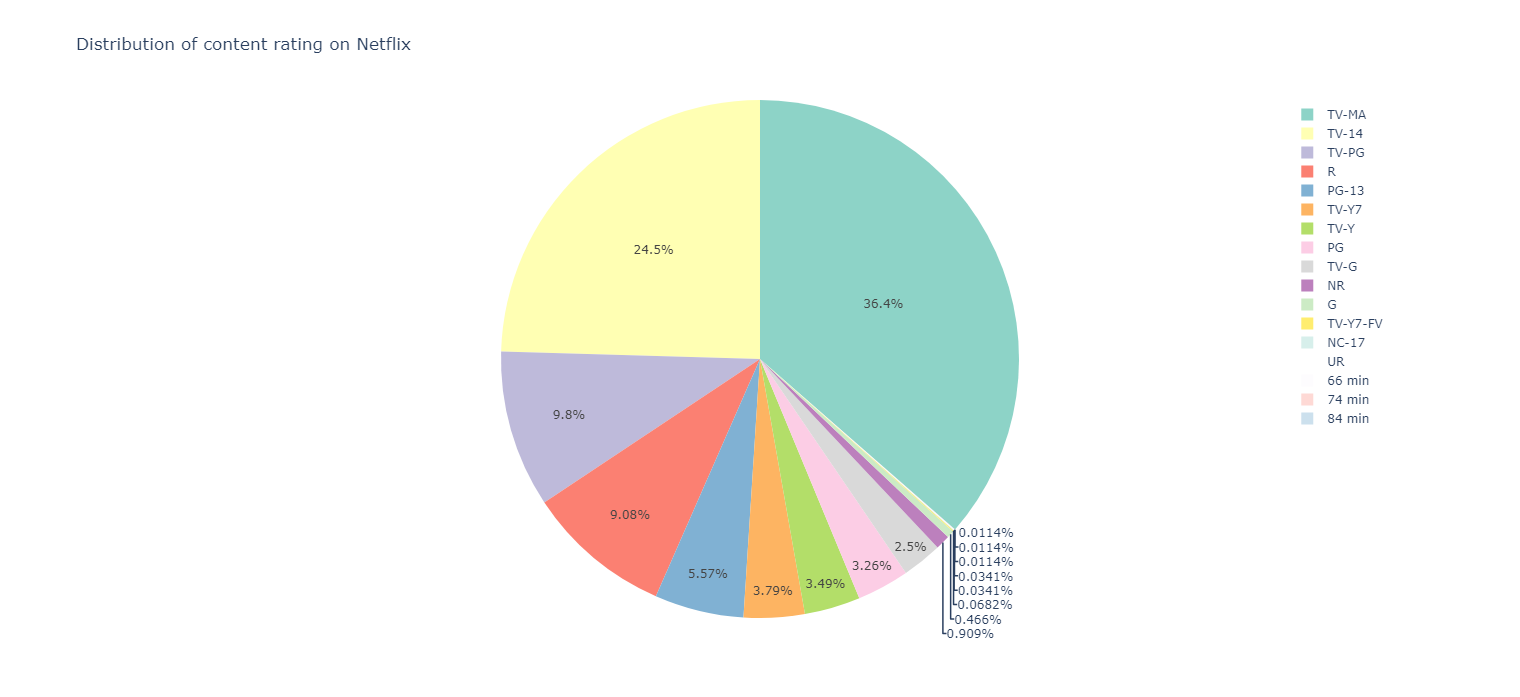 Distribution of content rating on Netflix
TV-MA
TV-14
TV-PG
R
PG-13
TV-Y7
TV-Y
PG
TV-G
NR
G
TV-Y7-FV
NC-17
UR
66 min
74 min
84 min
24.5%
36.4%
9.8%
9.08%
5.57%
3.79%
3.49%
3.26%
2.5%
0.0114%
0.0114%
0.0114%
0.0341%
0.0341%
0.0682%
0.466%
0.909%